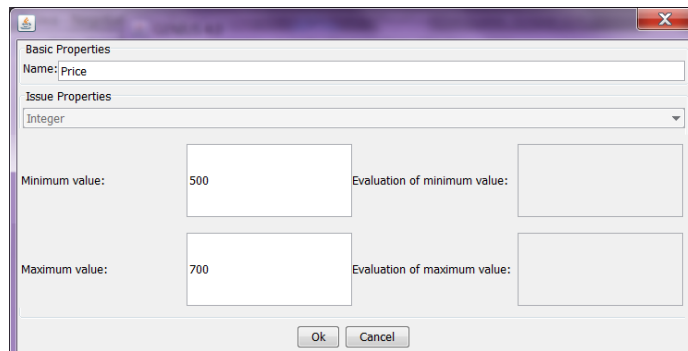 Basic Properties
Name: Price
Issue Properties
Integer
Minimum value: 500 Evaluation of minimum value:
Maximum value: 700 Evaluation of maximum value:
Ok Cancel